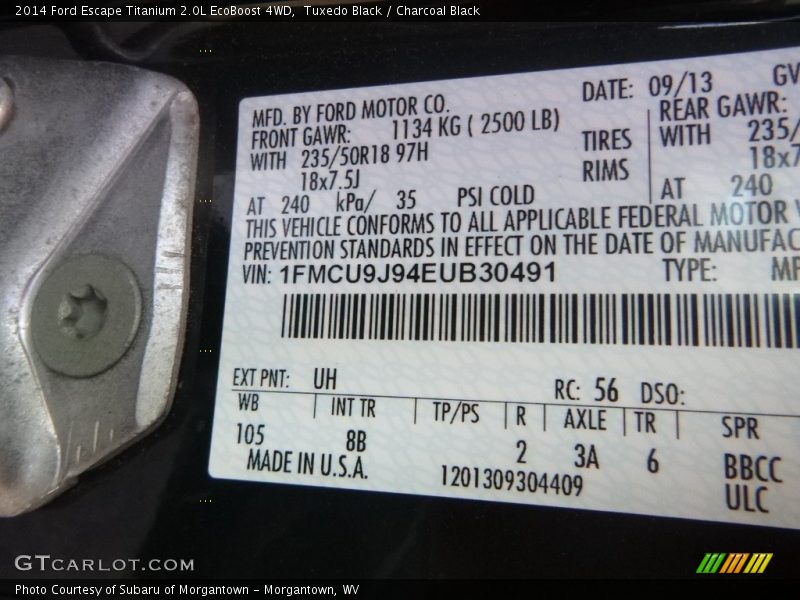 2014 Ford Escape Titanium 2.0L EcoBoost 4WD, Tuxedo Black / Charcoal Black
MFD. BY FORD MOTOR CO.
DATE: 09/13 GV
FRONT GAWR: 1134 KG ( 2500 LB)
REAR GAWR:
WITH 235/50R18 97H TIRES WITH 235/
18x7.5J RIMS 18x7.
AT 240 kPa/ 35 PSI COLD AT 240
THIS VEHICLE CONFORMS TO ALL APPLICABLE FEDERAL MOTOR V
PREVENTION STANDARDS IN EFFECT ON THE DATE OF MANUFAC
VIN: 1FMCU9J94EUB30491 TYPE: MF
EXT PNT: UH RC: 56 DSO:
WB INT TR TP/PS R AXLE TR SPR
105 8B 2 3A 6 BBCC
MADE IN U.S.A. 1201309304409 ULC
GTCARLOT.COM
Photo Courtesy of Subaru of Morgantown – Morgantown, WV